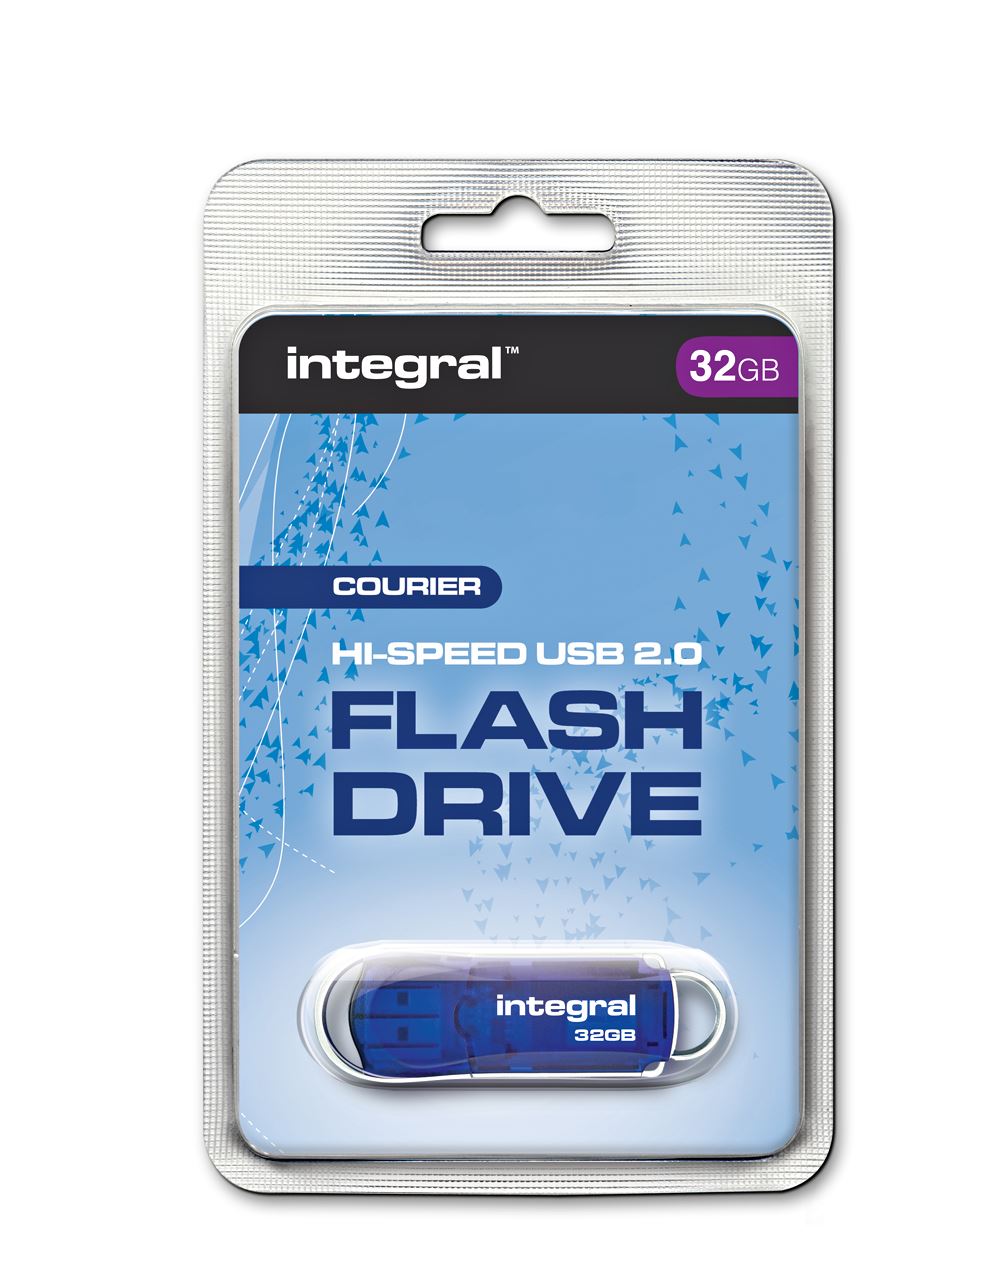 integral™
32GB
COURIER
HI-SPEED USB 2.0
FLASH
DRIVE
integral
32GB